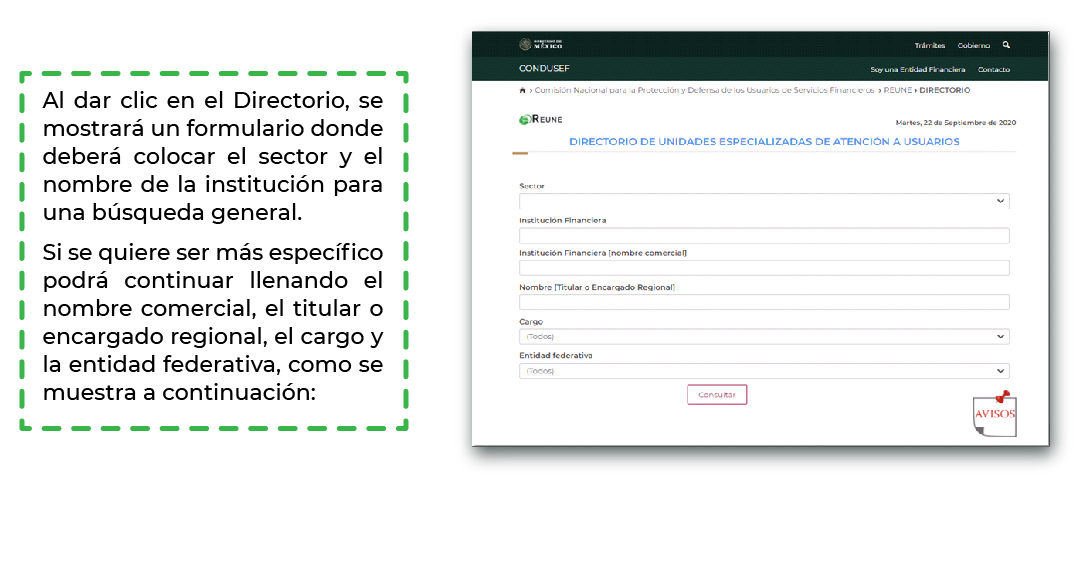 Al dar clic en el Directorio, se
mostrará un formulario donde
deberá colocar el sector y el
nombre de la institución para
una búsqueda general.
Si se quiere ser más específico
podrá continuar llenando el
nombre comercial, el titular o
encargado regional, el cargo y
la entidad federativa, como se
muestra a continuación:
MÉXICO
Trámites Gobierno
CONDUSEF
Soy una Entidad Financiera Contacto
› Comisión Nacional para la Protección y Defensa de los Usuarios de Servicios Financieros › REUNE › DIRECTORIO
REUNE
Martes, 22 de Septiembre de 2020
DIRECTORIO DE UNIDADES ESPECIALIZADAS DE ATENCIÓN A USUARIOS
Sector
Institución Financiera
Institución Financiera [nombre comercial]
Nombre [Titular o Encargado Regional]
Cargo
(Todos)
Entidad federativa
(Todos)
Consultar
AVISOS